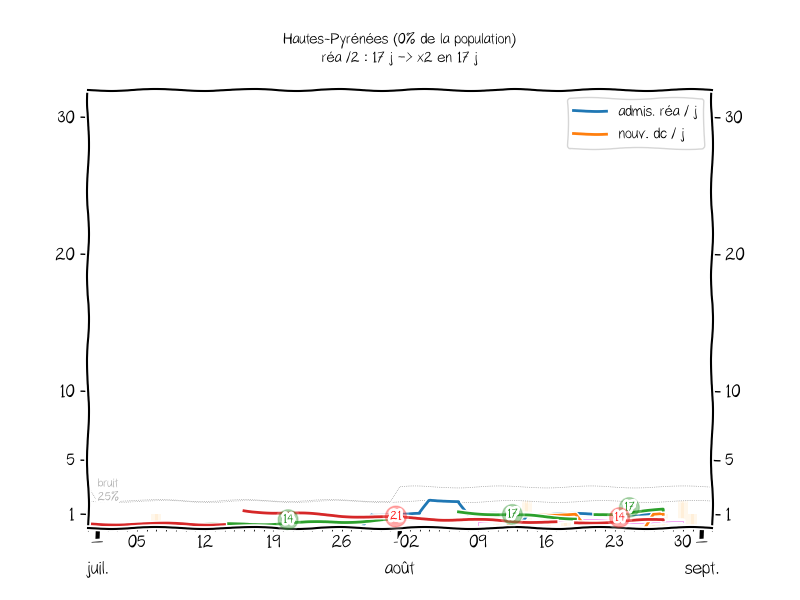 Hautes-Pyrénées (0% de la population)
réa /2 : 17 j -> x2 en 17 j
admis. réa / j
nouv. dc / j
30
30
20
20
10
10
5
5
bruit
25%
1
1
14
21
17
14
17
05 12 19 26 02 09 16 23 30
juil. août sept.